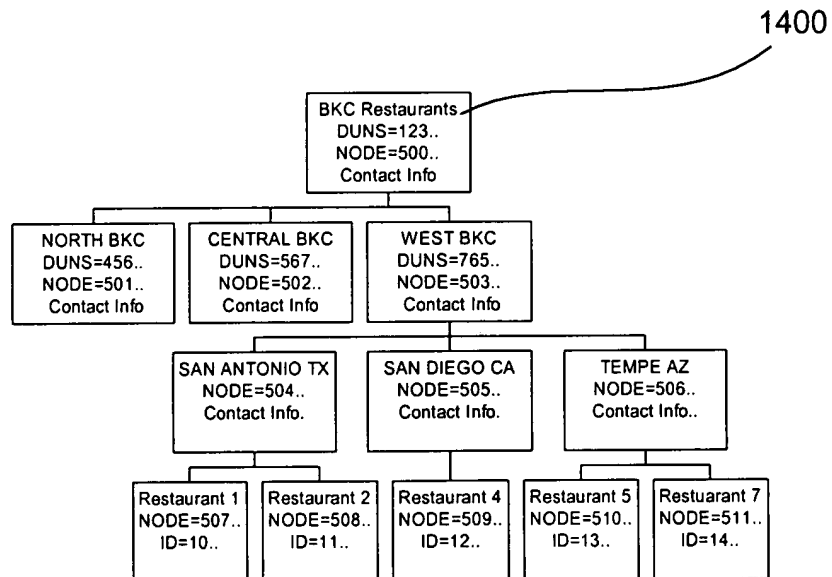 1400
BKC Restaurants
DUNS=123..
NODE=500..
Contact Info
NORTH BKC
DUNS=456..
NODE=501..
Contact Info
CENTRAL BKC
DUNS=567..
NODE=502..
Contact Info
WEST BKC
DUNS=765..
NODE=503..
Contact Info
SAN ANTONIO TX
NODE=504..
Contact Info.
SAN DIEGO CA
NODE=505..
Contact Info.
TEMPE AZ
NODE=506..
Contact Info..
Restaurant 1
NODE=507..
ID=10..
Restaurant 2
NODE=508..
ID=11..
Restaurant 4
NODE=509..
ID=12..
Restaurant 5
NODE=510..
ID=13..
Restuarant 7
NODE=511..
ID=14..